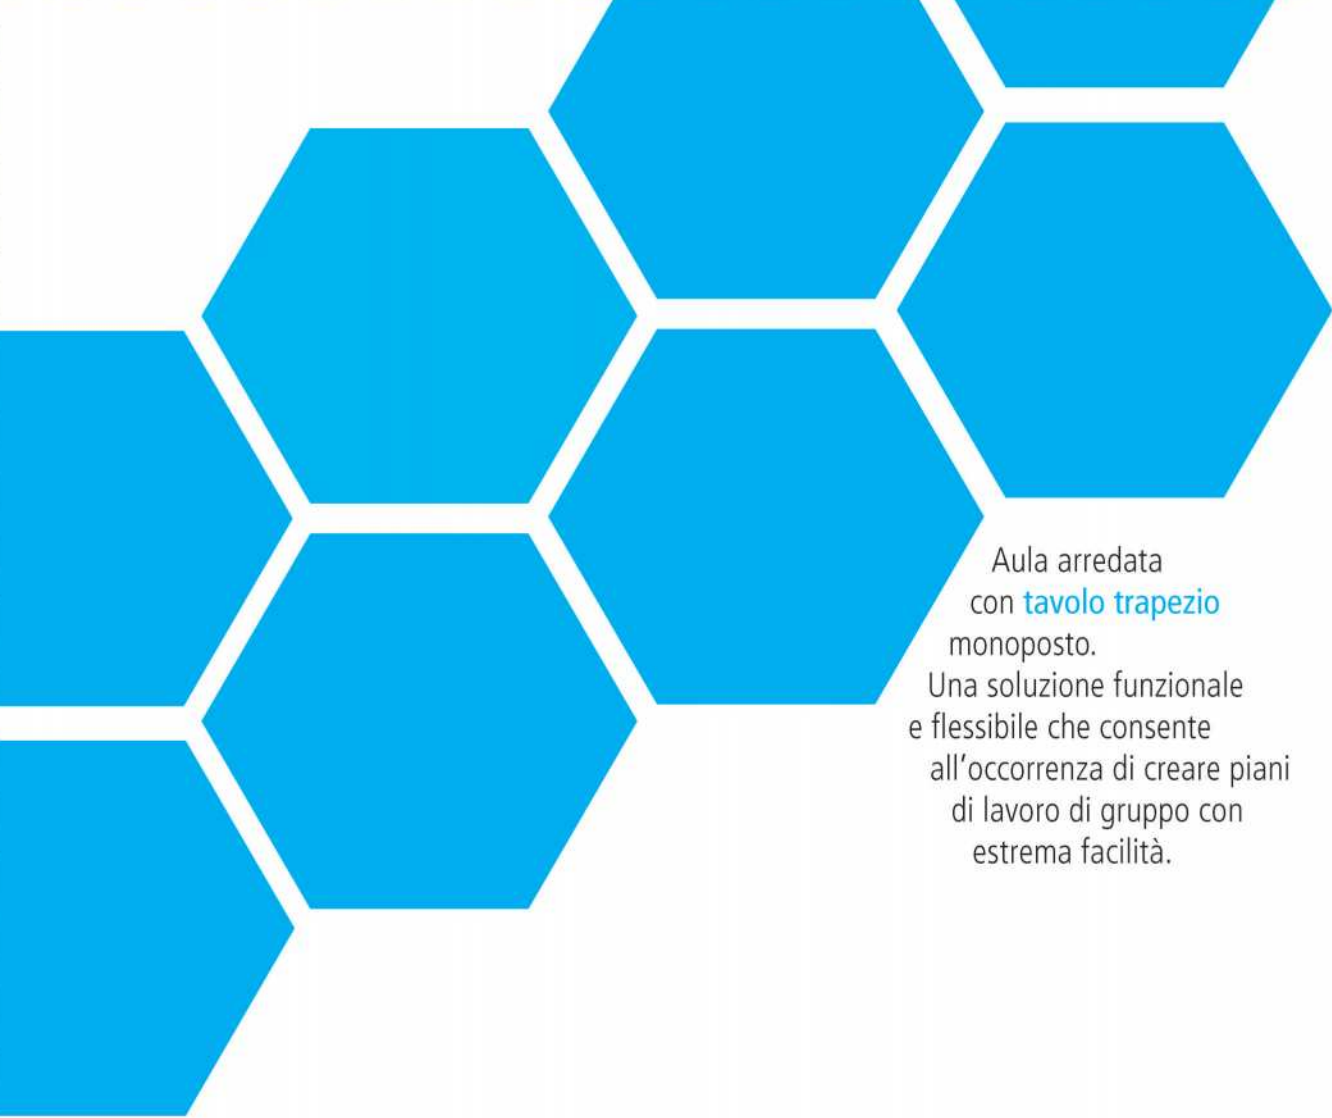 Aula arredata
con tavolo trapezio
monoposto.
Una soluzione funzionale
e flessibile che consente
all'occorrenza di creare piani
di lavoro di gruppo con
estrema facilità.